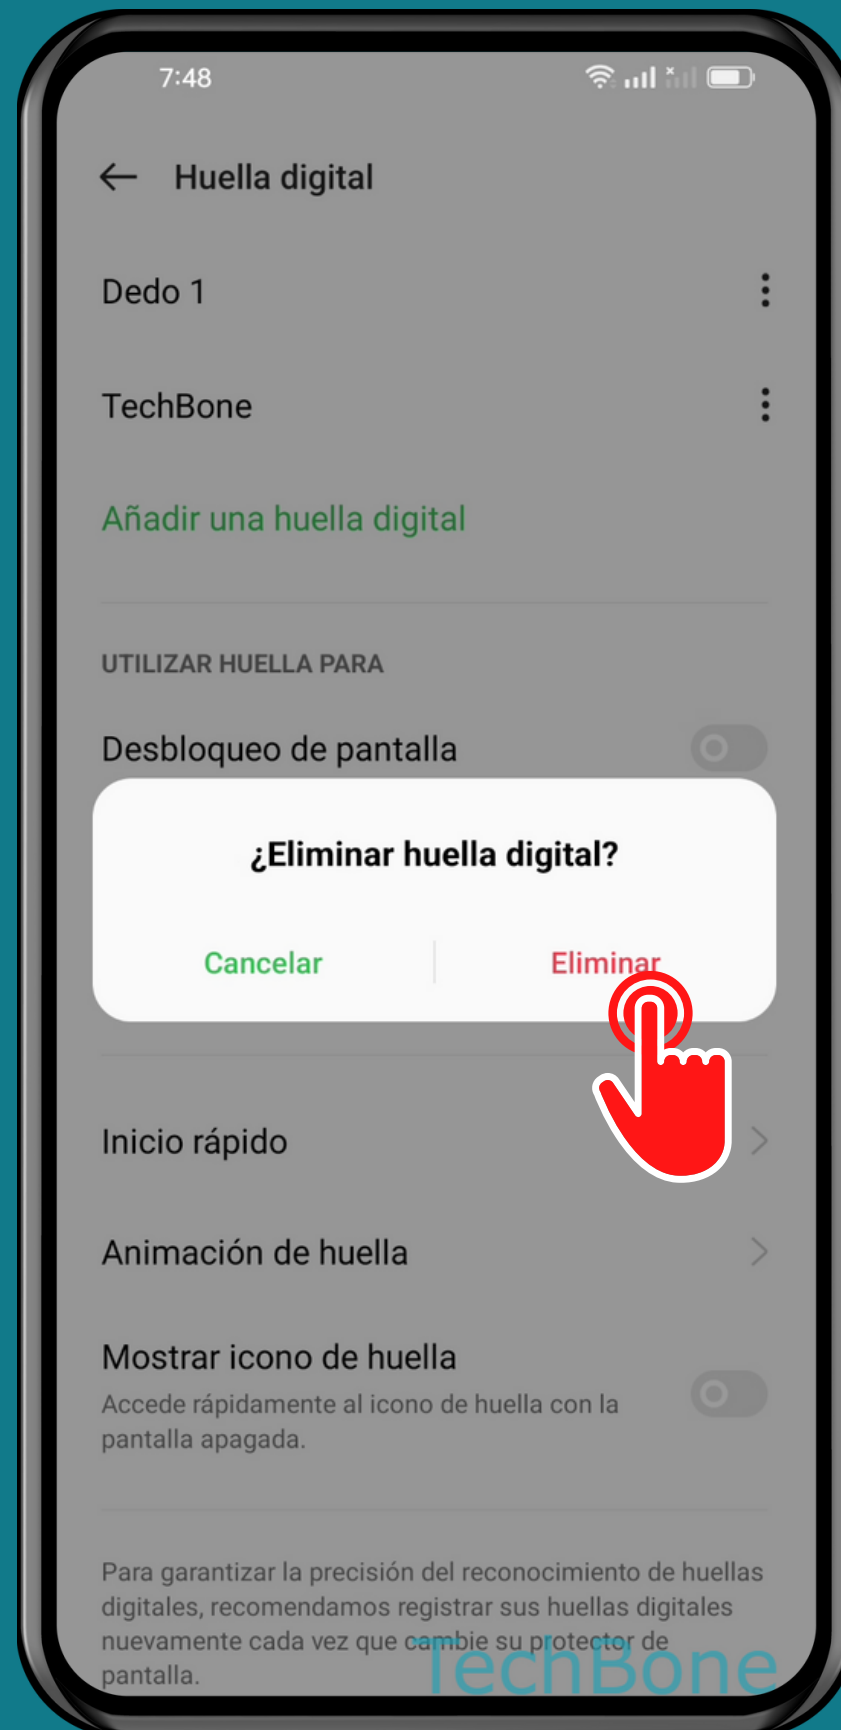 7:48
Huella digital
Dedo 1
TechBone
Añadir una huella digital
UTILIZAR HUELLA PARA
Desbloqueo de pantalla
¿Eliminar huella digital?
Cancelar
Eliminar
Inicio rápido
Animación de huella
Mostrar icono de huella
Accede rápidamente al icono de huella con la
pantalla apagada.
Para garantizar la precisión del reconocimiento de huellas
digitales, recomendamos registrar sus huellas digitales
nuevamente cada vez que cambie su protector de
pantalla.
TechBone